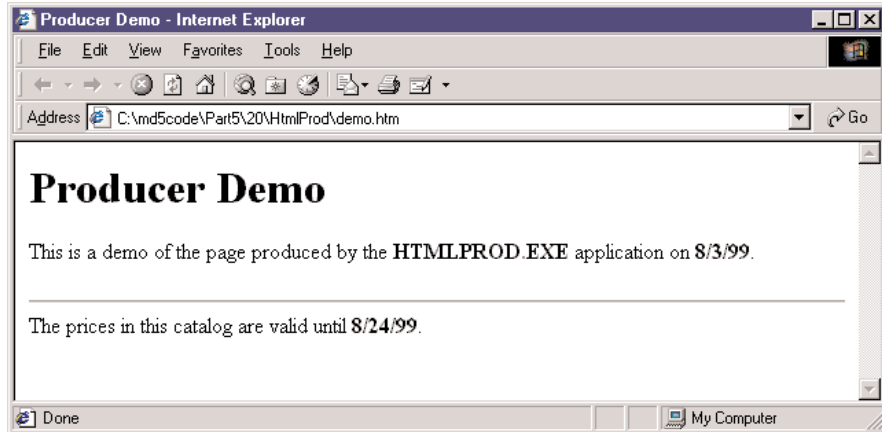 Producer Demo - Internet Explorer
File Edit View Favorites Tools Help
Address C:\md5code\Part5\20\HtmlProd\demo.htm Go
Producer Demo
This is a demo of the page produced by the HTMLPROD.EXE application on 8/3/99.
The prices in this catalog are valid until 8/24/99.
Done My Computer